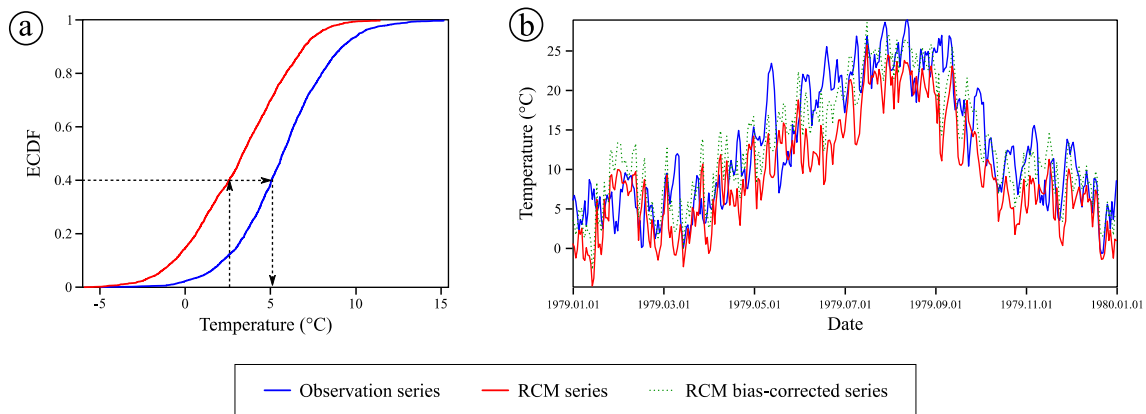 a
ECDF
1
0.8
0.6
0.4
0.2
0
-5
0
5
10
15
Temperature (°C)
b
Temperature (°C)
25
20
15
10
5
0
1979.01.01
1979.03.01
1979.05.01
1979.07.01
1979.09.01
1979.11.01
1980.01.01
Date
Observation series
RCM series
RCM bias-corrected series